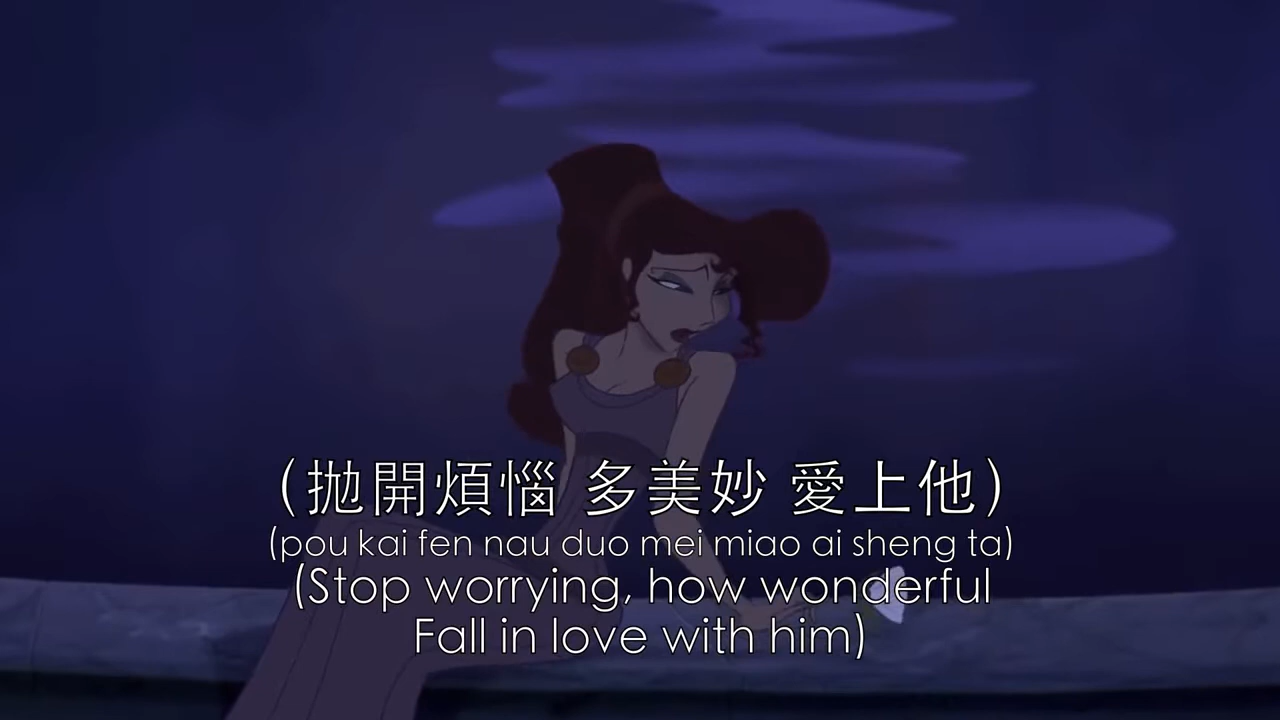 (拋開煩惱 多美妙 愛上他)
(pou kai fen nau duo mei miao ai sheng ta)
(Stop worrying, how wonderful
Fall in love with him)